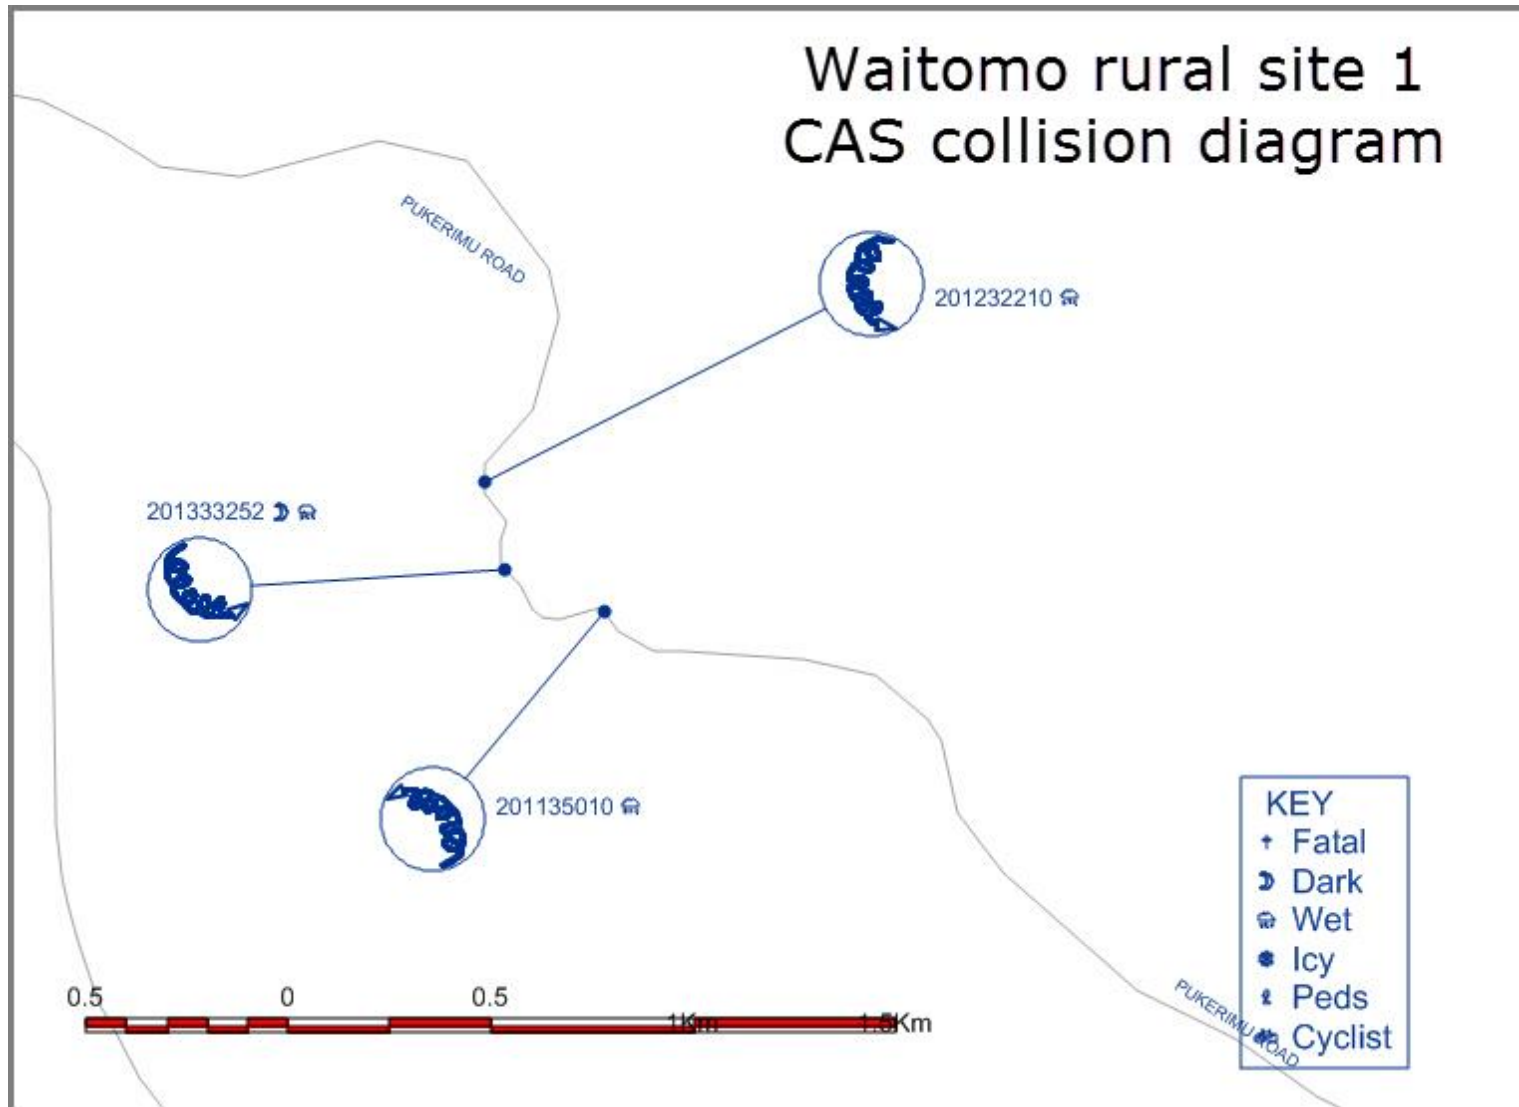 Waitomo rural site 1
CAS collision diagram
PUKERIMU ROAD
201232210
201333252
201135010
KEY
Fatal
Dark
Wet
Icy
Peds
Cyclist
PUKERIMU ROAD
0.5 0 0.5 1Km 1.5Km